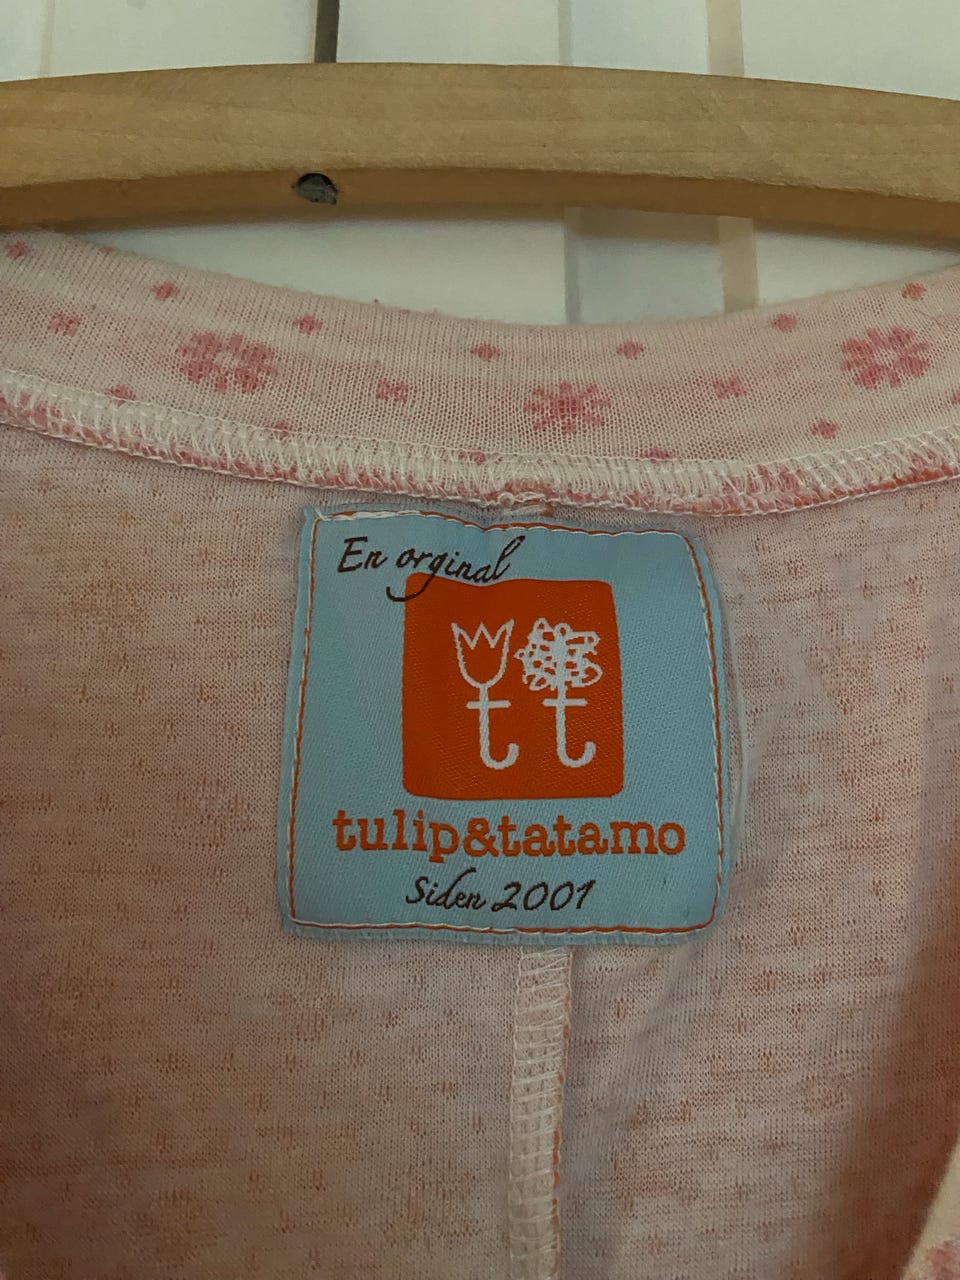 En orginal
tt
tulip&tatamo
Siden 2001